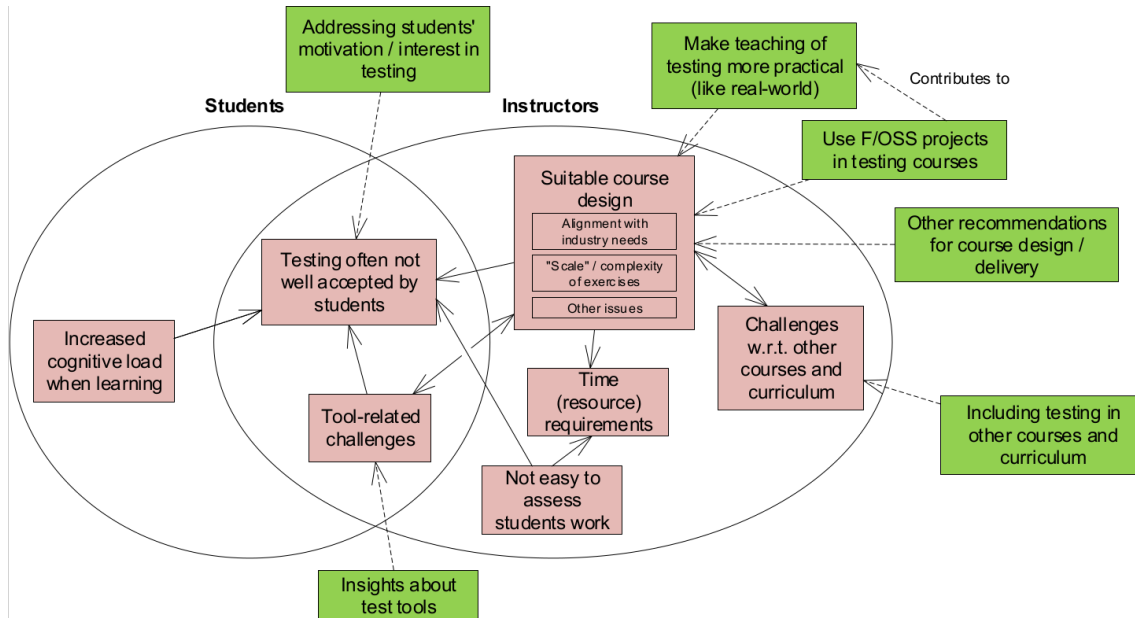 Addressing students'
motivation / interest in
testing
Make teaching of
testing more practical
(like real-world)
Contributes to
Students
Instructors
Use F/OSS projects
in testing courses
Suitable course
design
Alignment with
industry needs
"Scale" / complexity
of exercises
Other issues
Other recommendations
for course design /
delivery
Testing often not
well accepted by
students
Increased
cognitive load
when learning
Challenges
w.r.t. other
courses and
curriculum
Time
(resource)
requirements
Tool-related
challenges
Including testing in
other courses and
curriculum
Not easy to
assess
students work
Insights about
test tools